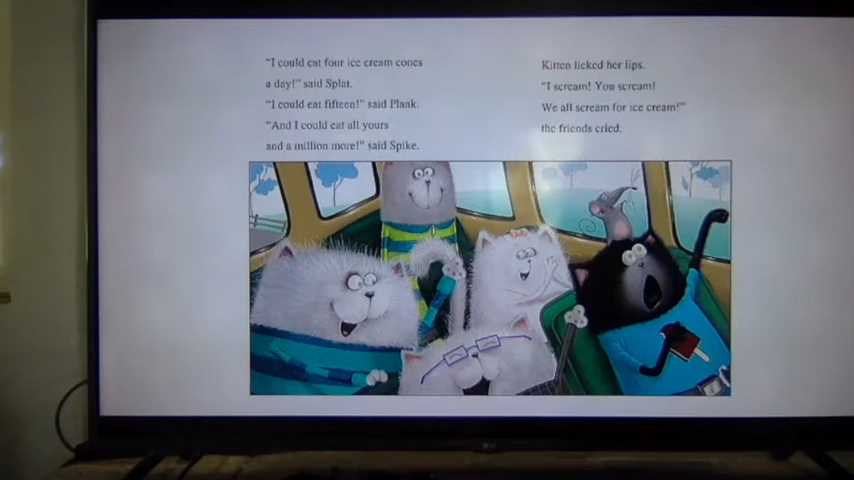 "I could eat four ice cream cones
a day!" said Splat.
"I could eat fifteen!" said Plank.
"And I could eat all yours
and a million more!" said Spike.
Kitten licked her lips.
"I scream! You scream!
We all scream for ice cream!"
the friends cried.